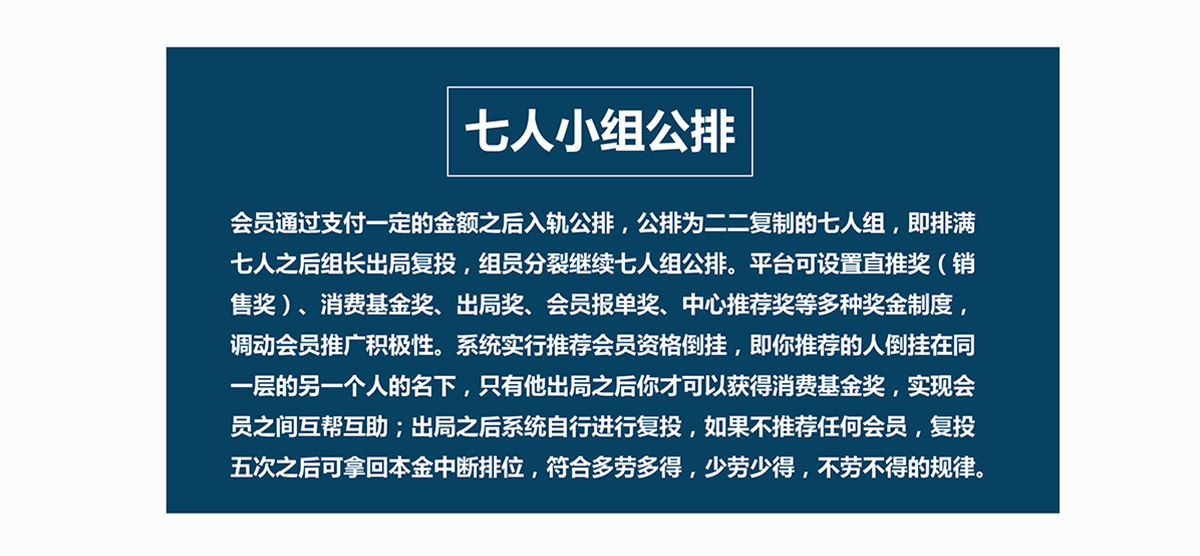 七人小组公排
会员通过支付一定的金额之后入轨公排，公排为二二复制的七人组，即排满
七人之后组长出局复投，组员分裂继续七人组公排。平台可设置直推奖（销
售奖）、消费基金奖、出局奖、会员报单奖、中心推荐奖等多种奖金制度，
调动会员推广积极性。系统实行推荐会员资格倒挂，即你推荐的人倒挂在同
一层的另一个人的名下，只有他出局之后你才可以获得消费基金奖，实现会
员之间互帮互助；出局之后系统自行进行复投，如果不推荐任何会员，复投
五次之后可拿回本金中断排位，符合多劳多得，少劳少得，不劳不得的规律。